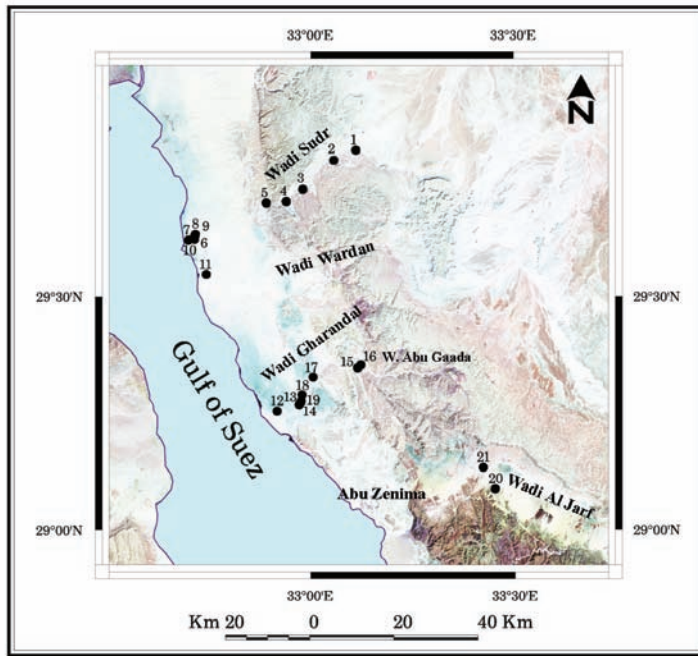 33°00'E 33°30'E
N
1
2
Wadi Sudr
3
4
5
8 9
7 6
10
Wadi Wardan
11
29°30' 29°30'
Wadi Gharandal
16 W. Abu Gaada
15
17
Gulf of Suez
18
12 13 19
14
21
20
Wadi Al Jarf
Abu Zenima
29°00'N 29°00'N
33°00'E 33°30'E
Km 20 0 20 40 Km